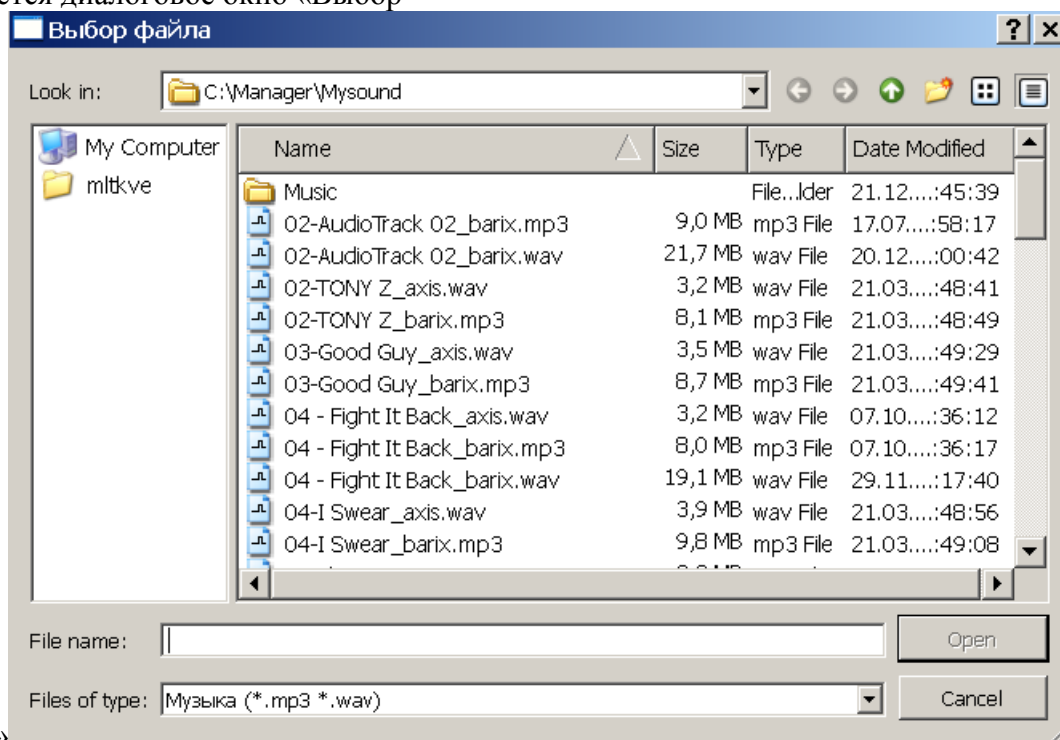 ется диалоговое окно «Выбор
Выбор файла
Look in: C:\Manager\Mysound
My Computer
mltkve
Name Size Type Date Modified
Music File...lder 21.12....:45:39
02-AudioTrack 02_barix.mp3 9,0 MB mp3 File 17.07....:58:17
02-AudioTrack 02_barix.wav 21,7 MB wav File 20.12....:00:42
02-TONY Z_axis.wav 3,2 MB wav File 21.03....:48:41
02-TONY Z_barix.mp3 8,1 MB mp3 File 21.03....:48:49
03-Good Guy_axis.wav 3,5 MB wav File 21.03....:49:29
03-Good Guy_barix.mp3 8,7 MB mp3 File 21.03....:49:41
04 - Fight It Back_axis.wav 3,2 MB wav File 07.10....:36:12
04 - Fight It Back_barix.mp3 8,0 MB mp3 File 07.10....:36:17
04 - Fight It Back_barix.wav 19,1 MB wav File 29.11....:17:40
04-I Swear_axis.wav 3,9 MB wav File 21.03....:48:56
04-I Swear_barix.mp3 9,8 MB mp3 File 21.03....:49:08
File name: Open
Files of type: Музыка (*.mp3 *.wav) Cancel
»